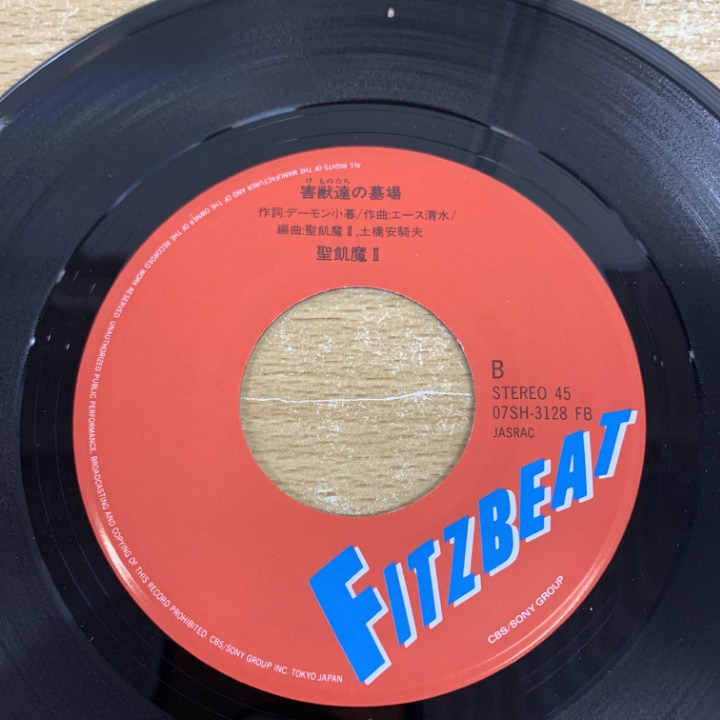 けものたち
害獣達の墓場
作詞:デーモン小暮/作曲:エース清水/
編曲:聖飢魔Ⅱ,土橋安騎夫
聖飢魔Ⅱ
B
STEREO 45
07SH-3128 FB
JASRAC
FITZBEAT
CBS/SONY GROUP
ALL RIGHTS OF THE MANUFACTURER AND OF THE OWNER OF THE RECORDED WORK RESERVED. UNAUTHORIZED PUBLIC PERFORMANCE, BROADCASTING AND COPYING OF THIS RECORD PROHIBITED. CBS/SONY GROUP INC. TOKYO JAPAN